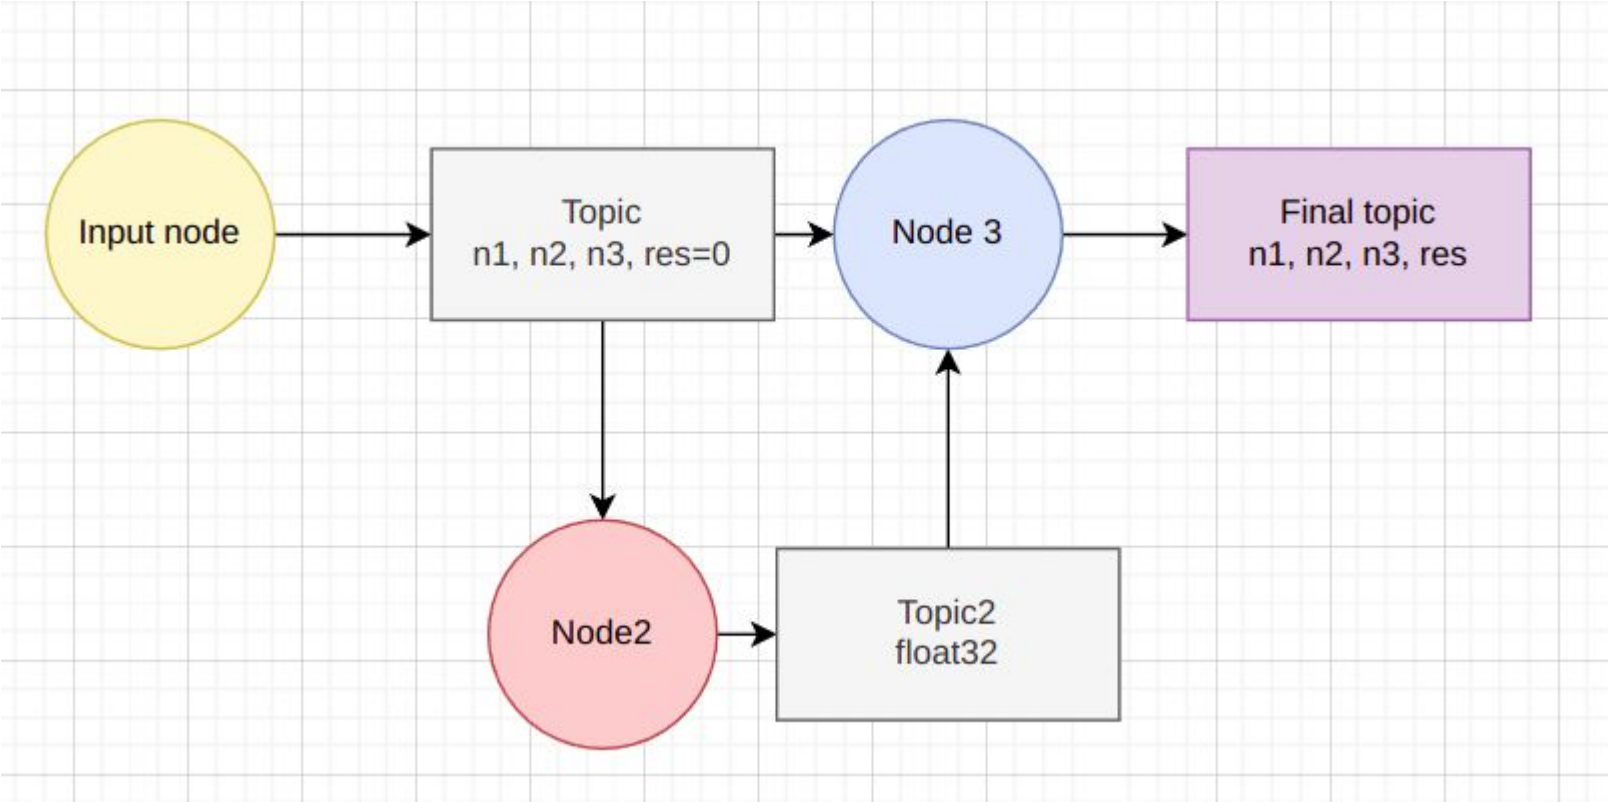 Input node
Topic
n1, n2, n3, res=0
Node 3
Final topic
n1, n2, n3, res
Node2
Topic2
float32